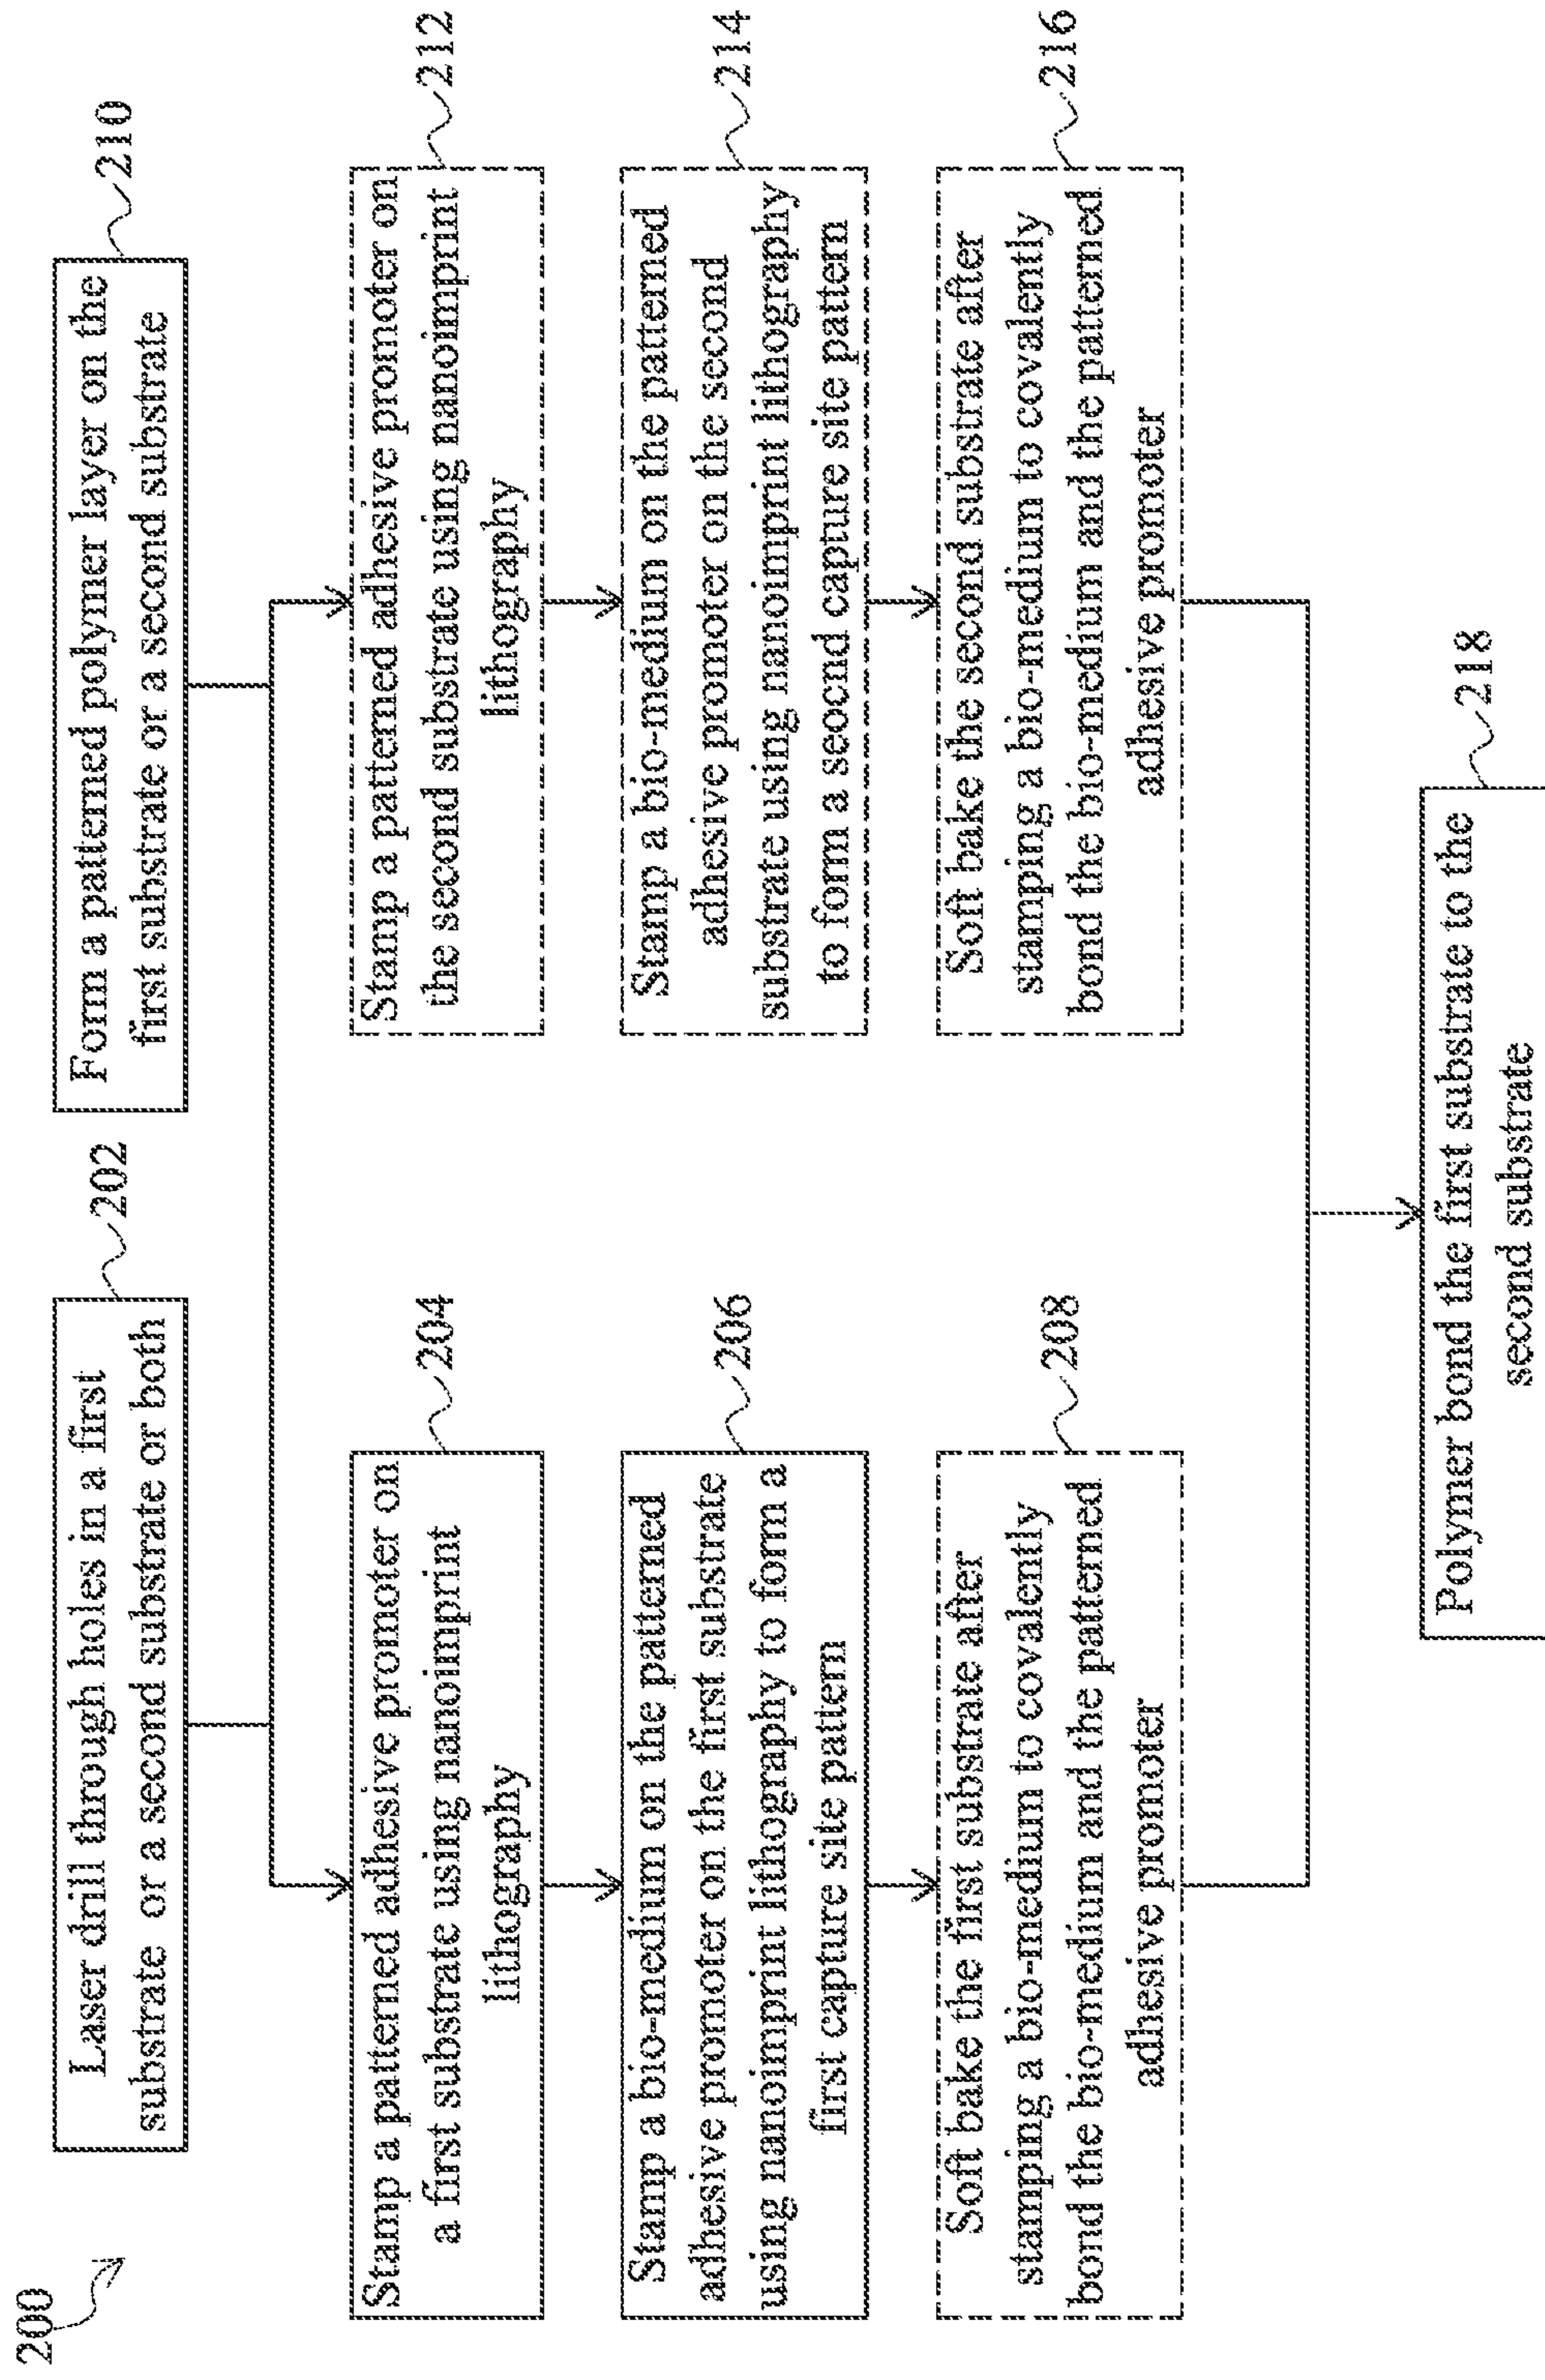 200
Laser drill through holes in a first
substrate or a second substrate or both
202
Form a patterned polymer layer on the
first substrate or a second substrate
210
Stamp a patterned adhesive promoter on
a first substrate using nanoimprint
lithography
204
Stamp a patterned adhesive promoter on
the second substrate using nanoimprint
lithography
212
Stamp a bio-medium on the patterned
adhesive promoter on the first substrate
using nanoimprint lithography to form a
first capture site pattern
206
Stamp a bio-medium on the patterned
adhesive promoter on the second
substrate using nanoimprint lithography
to form a seocnd capture site pattern
214
Soft bake the first substrate after
stamping a bio-medium to covalently
bond the bio-medium and the patterned
adhesive promoter
208
Soft bake the second substrate after
stamping a bio-medium to covalently
bond the bio-medium and the patterned
adhesive promoter
216
Polymer bond the first substrate to the
second substrate
218